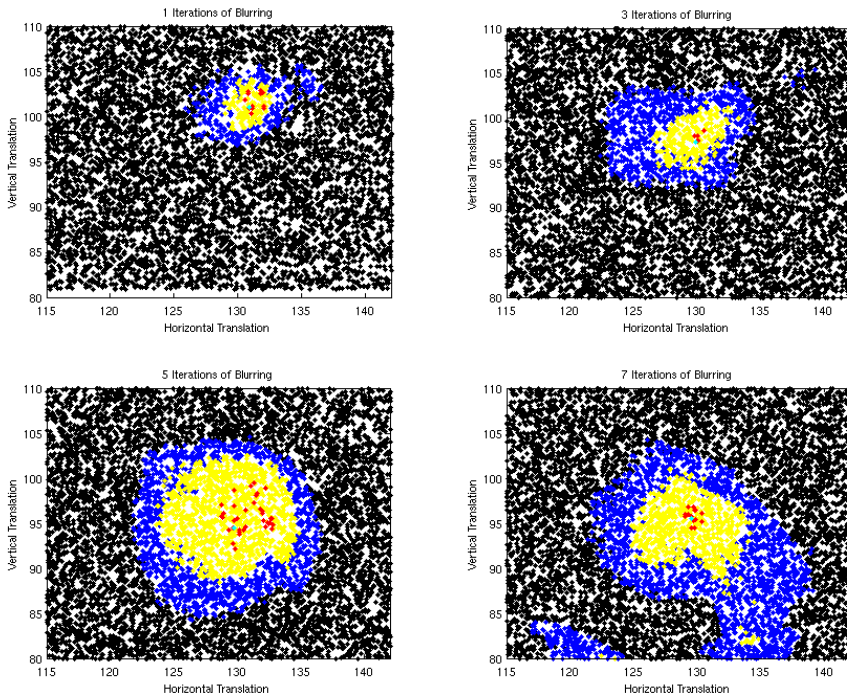 1 Iterations of Blurring
110
105
100
95
90
85
80
115 120 125 130 135 140
Vertical Translation
Horizontal Translation
3 Iterations of Blurring
110
105
100
95
90
85
80
115 120 125 130 135 140
Vertical Translation
Horizontal Translation
5 Iterations of Blurring
110
105
100
95
90
85
80
115 120 125 130 135 140
Vertical Translation
Horizontal Translation
7 Iterations of Blurring
110
105
100
95
90
85
80
115 120 125 130 135 140
Vertical Translation
Horizontal Translation